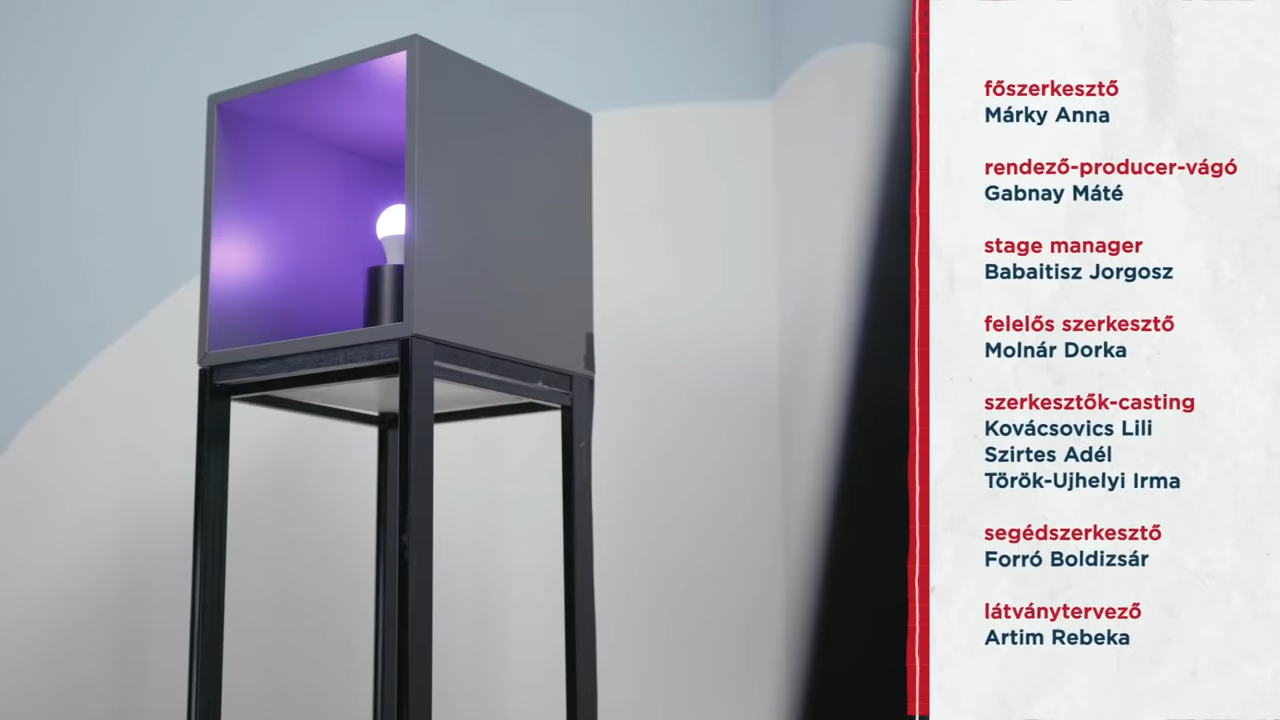 főszerkesztő
Márky Anna
rendező-producer-vágó
Gabnay Máté
stage manager
Babaitisz Jorgosz
felelős szerkesztő
Molnár Dorka
szerkesztők-casting
Kovácsovics Lili
Szirtes Adél
Török-Ujhelyi Irma
segédszerkesztő
Forró Boldizsár
látványtervező
Artim Rebeka